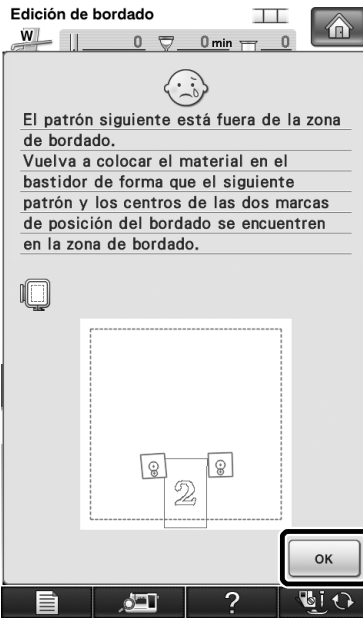 Edición de bordado
W
0 0 min 0
El patrón siguiente está fuera de la zona
de bordado.
Vuelva a colocar el material en el
bastidor de forma que el siguiente
patrón y los centros de las dos marcas
de posición del bordado se encuentren
en la zona de bordado.
2
OK
?